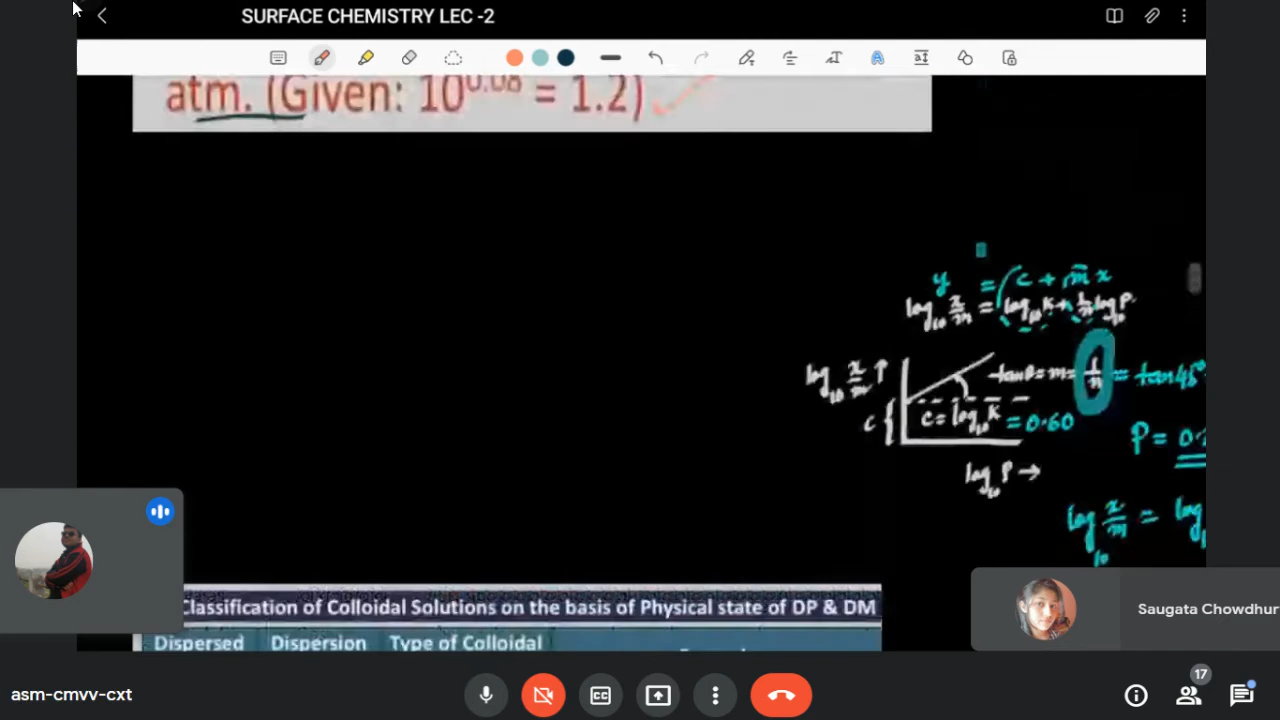 SURFACE CHEMISTRY LEC -2
atm. (Given: 10^0.08 = 1.2)
y = c + m x
log10 x/m = log10 K + 1/n log10 P
log10 x/m ↑
tanθ = m = 1/n = tan45°
c
c = log10 K = 0.60
P = 0.
log10 P →
log10 x/m = log
Classification of Colloidal Solutions on the basis of Physical state of DP & DM
Dispersed Dispersion Type of Colloidal
Saugata Chowdhur
asm-cmvv-cxt
17